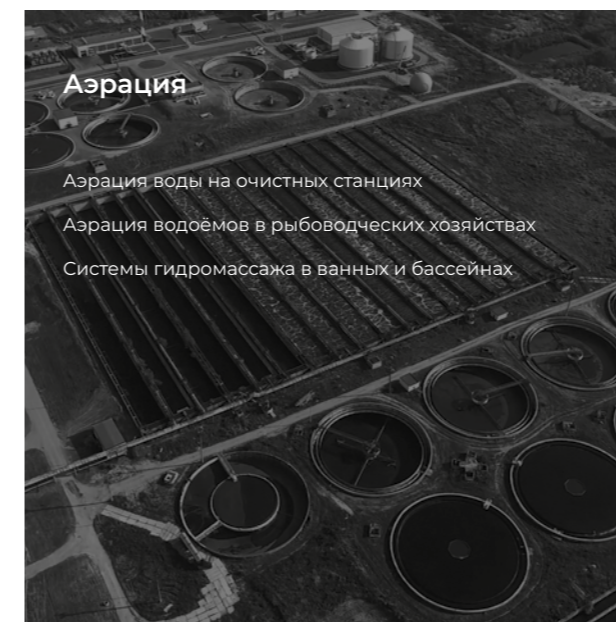 Аэрация
Аэрация воды на очистных станциях
Аэрация водоёмов в рыбоводческих хозяйствах
Системы гидромассажа в ванных и бассейнах